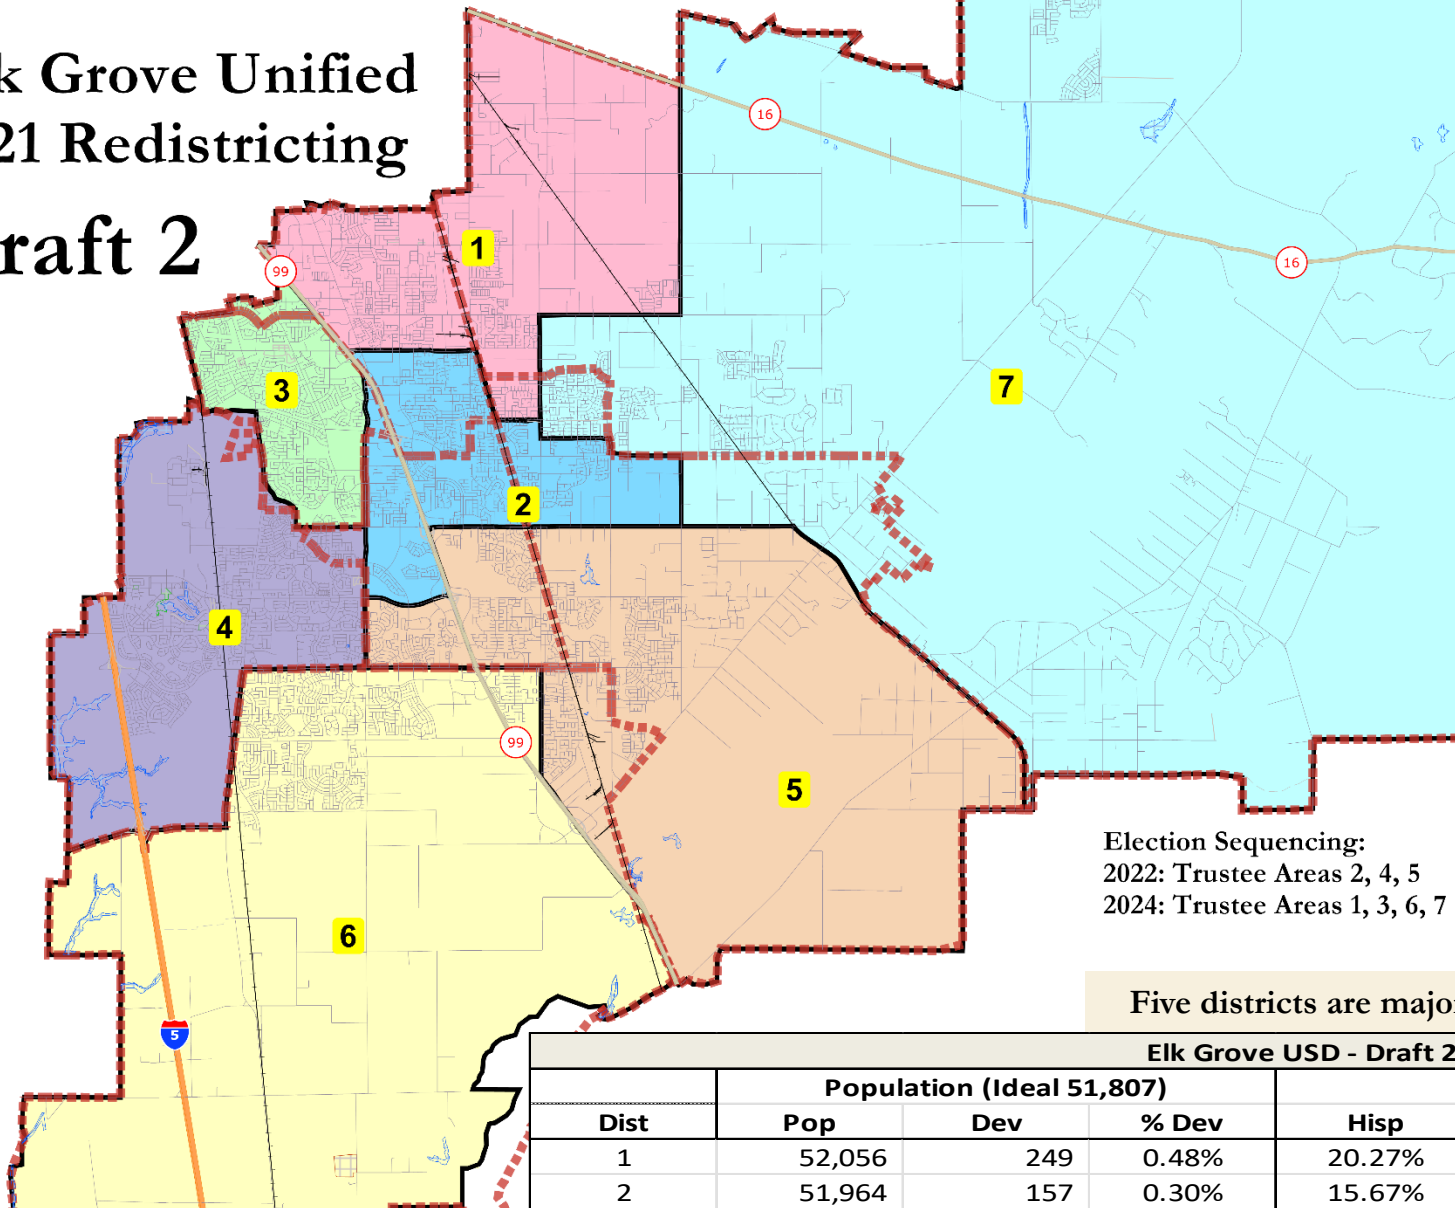 k Grove Unified
21 Redistricting
raft 2
16
1
99
16
3
7
2
4
99
5
Election Sequencing:
2022: Trustee Areas 2, 4, 5
2024: Trustee Areas 1, 3, 6, 7
6
Five districts are major
5
Elk Grove USD - Draft 2
Population (Ideal 51,807)
Dist Pop Dev % Dev Hisp
1 52,056 249 0.48% 20.27%
2 51,964 157 0.30% 15.67%